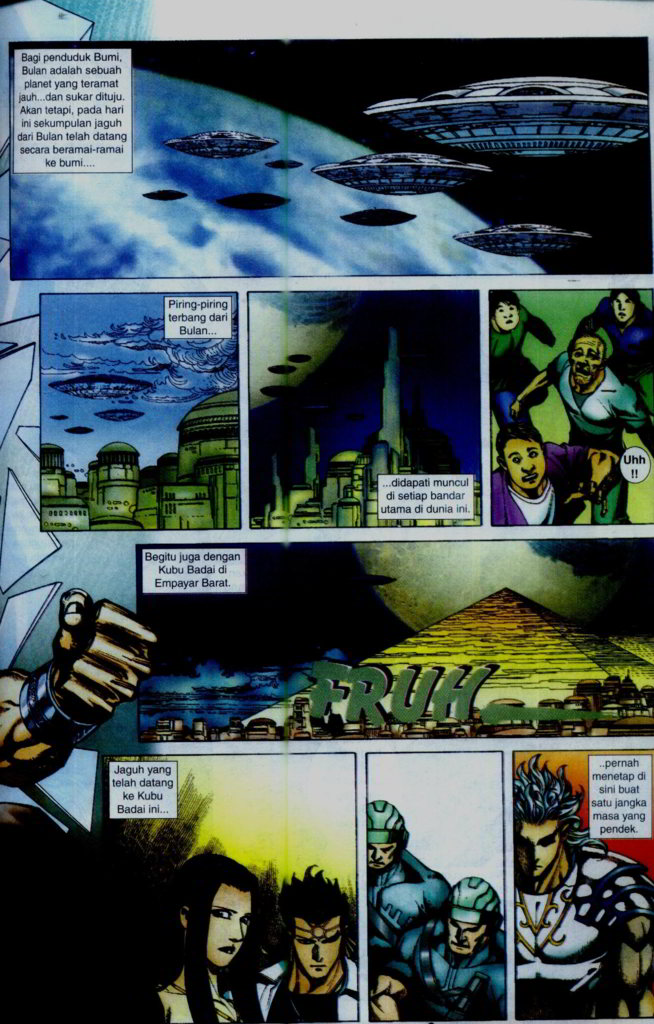 Bagi penduduk Bumi,
Bulan adalah sebuah
planet yang teramat
jauh...dan sukar dituju.
Akan tetapi, pada hari
ini sekumpulan jaguh
dari Bulan telah datang
secara beramai-ramai
ke bumi....
Piring-piring
terbang dari
Bulan...
...didapati muncul
di setiap bandar
utama di dunia ini.
Uhh
!!
Begitu juga dengan
Kubu Badai di
Empayar Barat.
FRUH
Jaguh yang
telah datang
ke Kubu
Badai ini...
..pernah
menetap di
sini buat
satu jangka
masa yang
pendek.